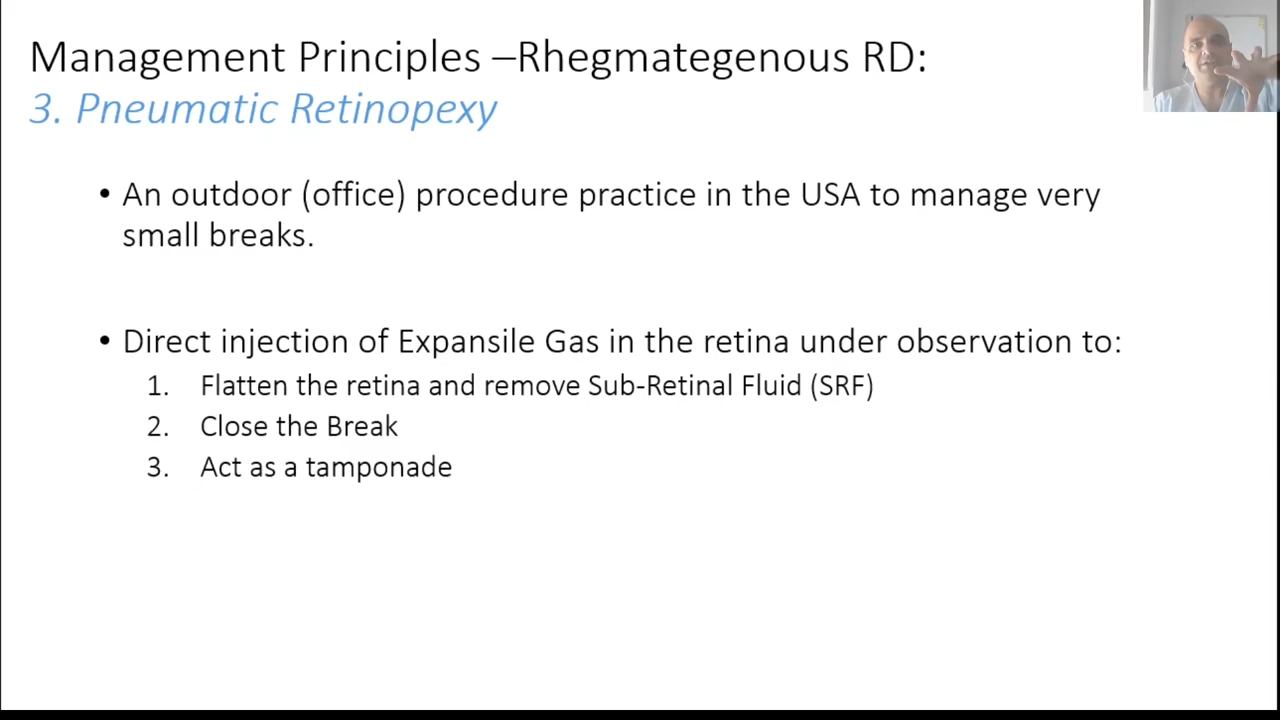 Management Principles –Rhegmategenous RD:
3. Pneumatic Retinopexy
• An outdoor (office) procedure practice in the USA to manage very
small breaks.
• Direct injection of Expansile Gas in the retina under observation to:
1. Flatten the retina and remove Sub-Retinal Fluid (SRF)
2. Close the Break
3. Act as a tamponade